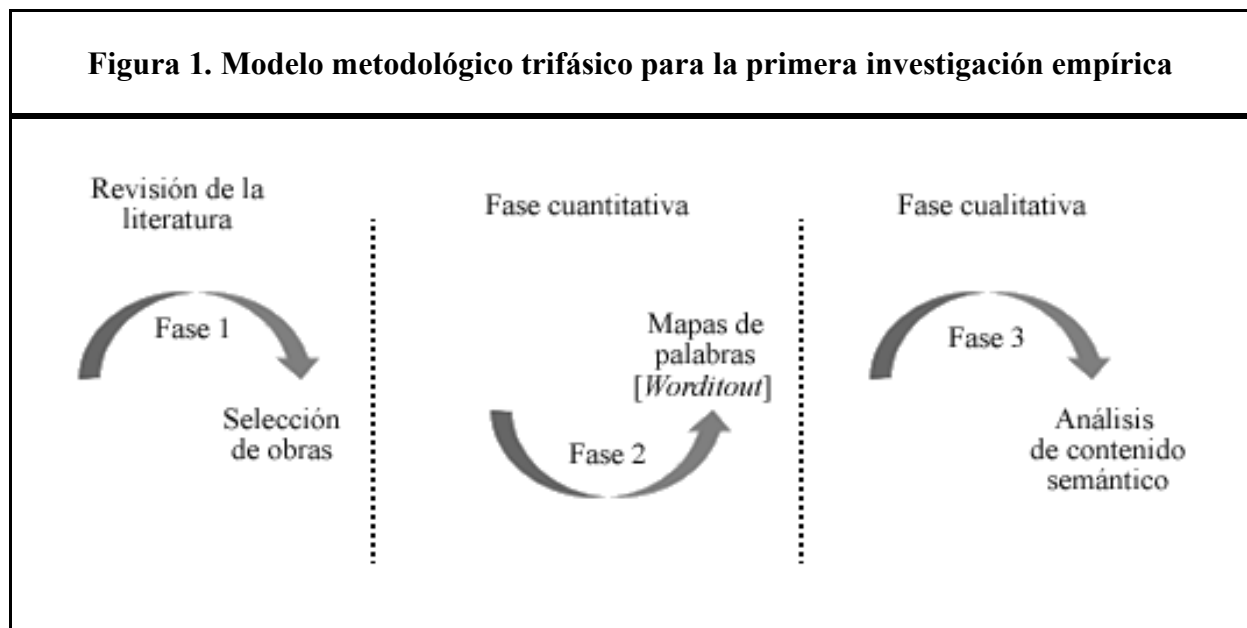 Figura 1. Modelo metodológico trifásico para la primera investigación empírica
Revisión de la
literatura
Fase 1
Selección
de obras
Fase cuantitativa
Mapas de
palabras
[Worditout]
Fase 2
Fase cualitativa
Fase 3
Análisis
de contenido
semántico